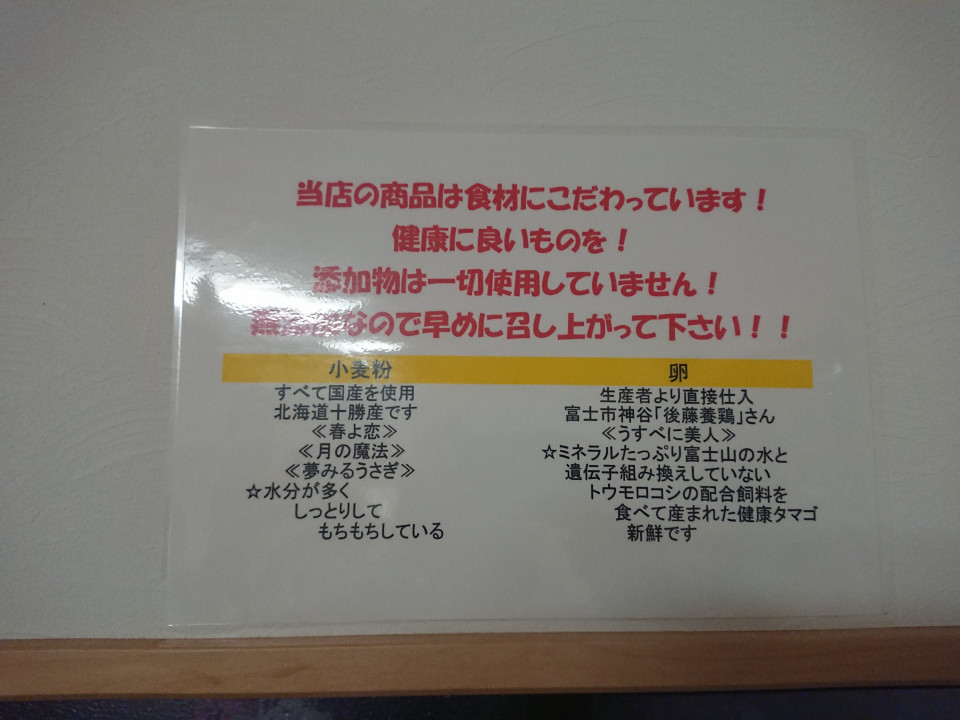 当店の商品は食材にこだわっています！
健康に良いものを！
添加物は一切使用していません！
なので早めに召し上がって下さい！！
小麦粉
すべて国産を使用
北海道十勝産です
≪春よ恋≫
≪月の魔法≫
≪夢みるうさぎ≫
☆水分が多く
しっとりして
もちもちしている
卵
生産者より直接仕入
富士市神谷｢後藤養鶏｣さん
≪うすべに美人≫
☆ミネラルたっぷり富士山の水と
遺伝子組み換えしていない
トウモロコシの配合飼料を
食べて産まれた健康タマゴ
新鮮です